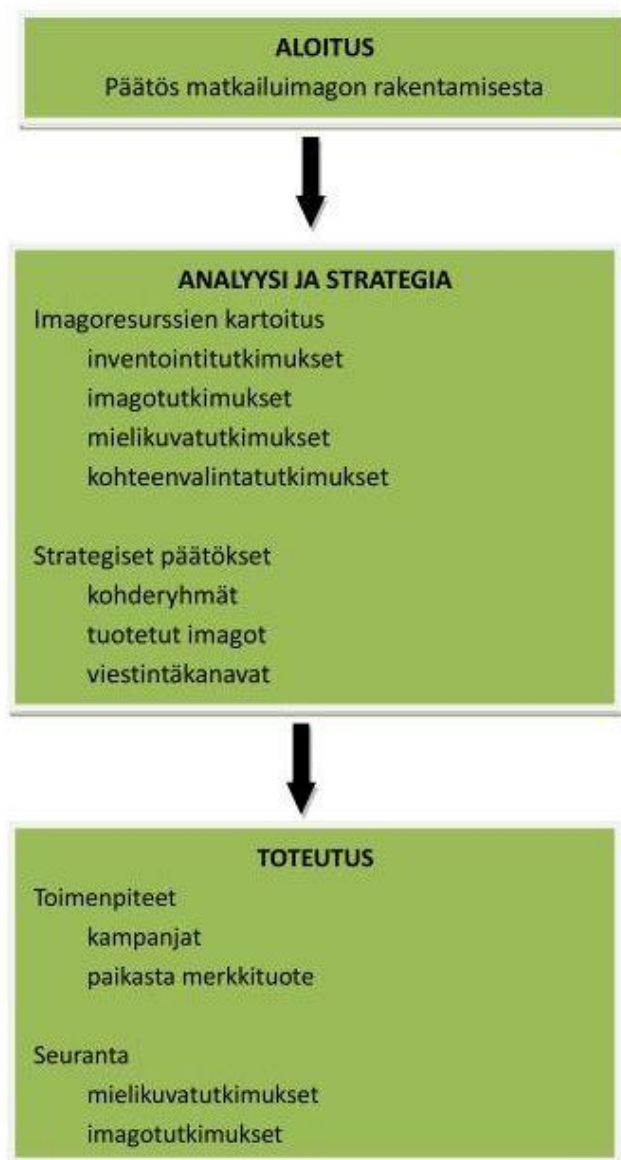 ALOITUS
Päätös matkailuimagon rakentamisesta
ANALYYSI JA STRATEGIA
Imagoresurssien kartoitus
inventointitutkimukset
imagotutkimukset
mielikuvatutkimukset
kohteenvalintatutkimukset
Strategiset päätökset
kohderyhmät
tuotetut imagot
viestintäkanavat
TOTEUTUS
Toimenpiteet
kampanjat
paikasta merkkituote
Seuranta
mielikuvatutkimukset
imagotutkimukset